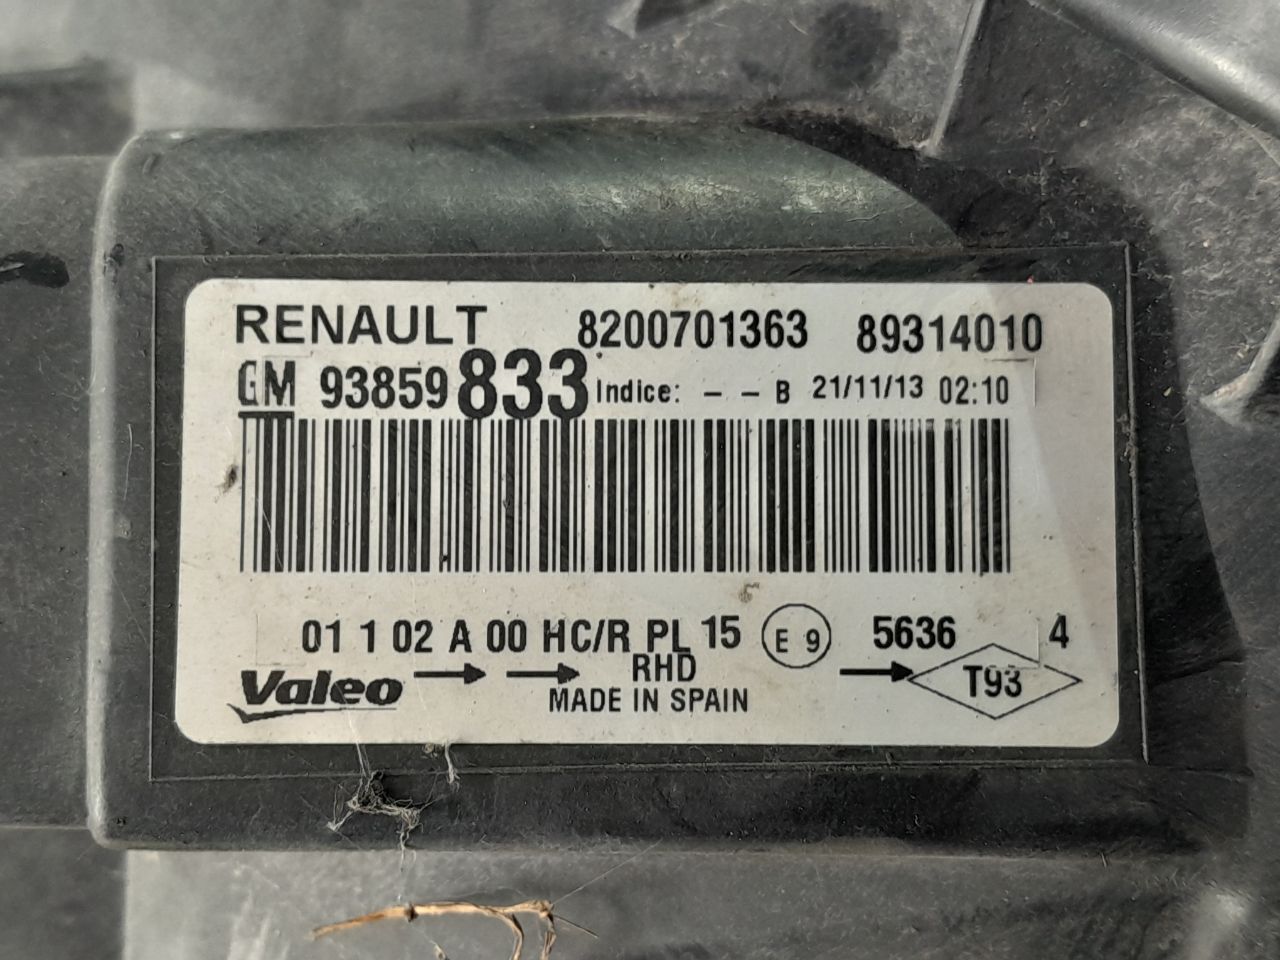 RENAULT 8200701363 89314010
GM 93859833 Indice: - - B 21/11/13 02:10
01 1 02 A 00 HC/R PL 15 E 9 5636 4
Valeo RHD T93
MADE IN SPAIN